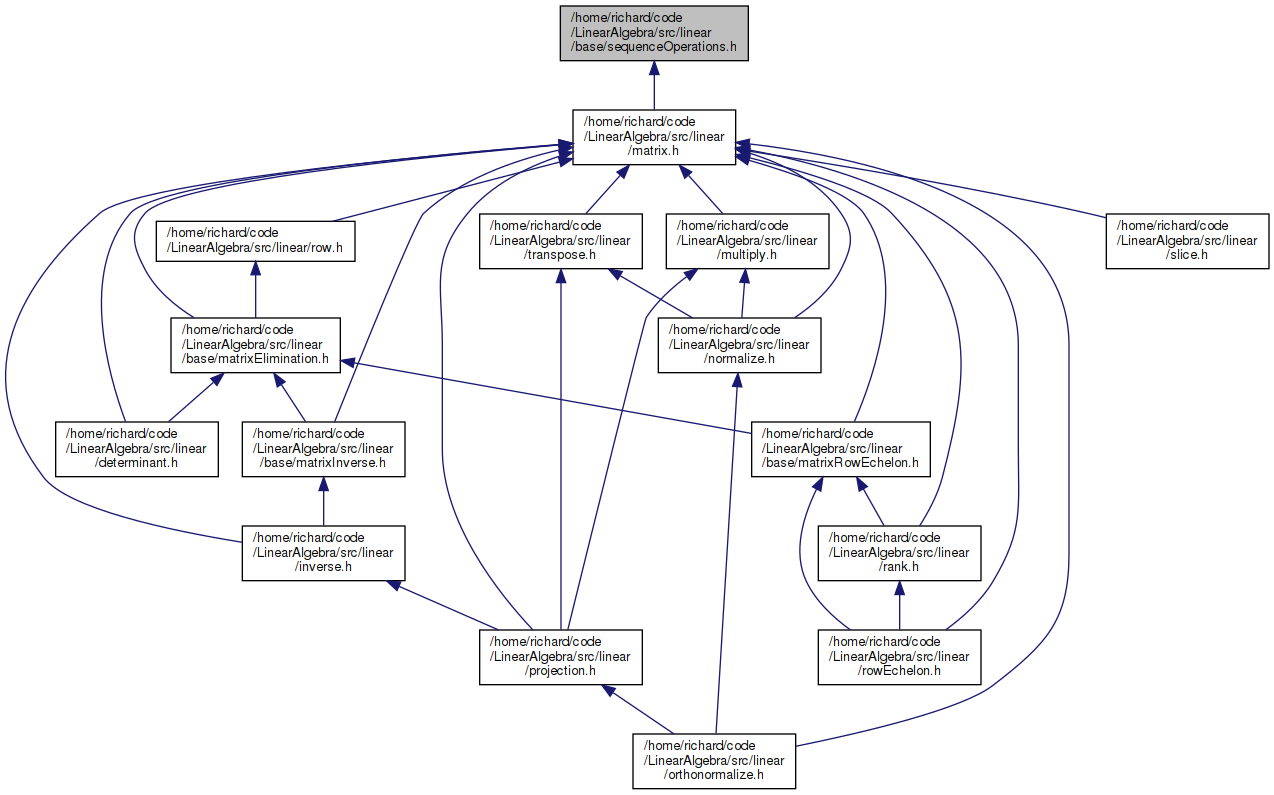 /home/richard/code
/LinearAlgebra/src/linear
/base/sequenceOperations.h
/home/richard/code
/LinearAlgebra/src/linear
/matrix.h
/home/richard/code
/LinearAlgebra/src/linear/row.h
/home/richard/code
/LinearAlgebra/src/linear
/transpose.h
/home/richard/code
/LinearAlgebra/src/linear
/multiply.h
/home/richard/code
/LinearAlgebra/src/linear
/slice.h
/home/richard/code
/LinearAlgebra/src/linear
/base/matrixElimination.h
/home/richard/code
/LinearAlgebra/src/linear
/normalize.h
/home/richard/code
/LinearAlgebra/src/linear
/determinant.h
/home/richard/code
/LinearAlgebra/src/linear
/base/matrixInverse.h
/home/richard/code
/LinearAlgebra/src/linear
/base/matrixRowEchelon.h
/home/richard/code
/LinearAlgebra/src/linear
/inverse.h
/home/richard/code
/LinearAlgebra/src/linear
/rank.h
/home/richard/code
/LinearAlgebra/src/linear
/projection.h
/home/richard/code
/LinearAlgebra/src/linear
/rowEchelon.h
/home/richard/code
/LinearAlgebra/src/linear
/orthonormalize.h